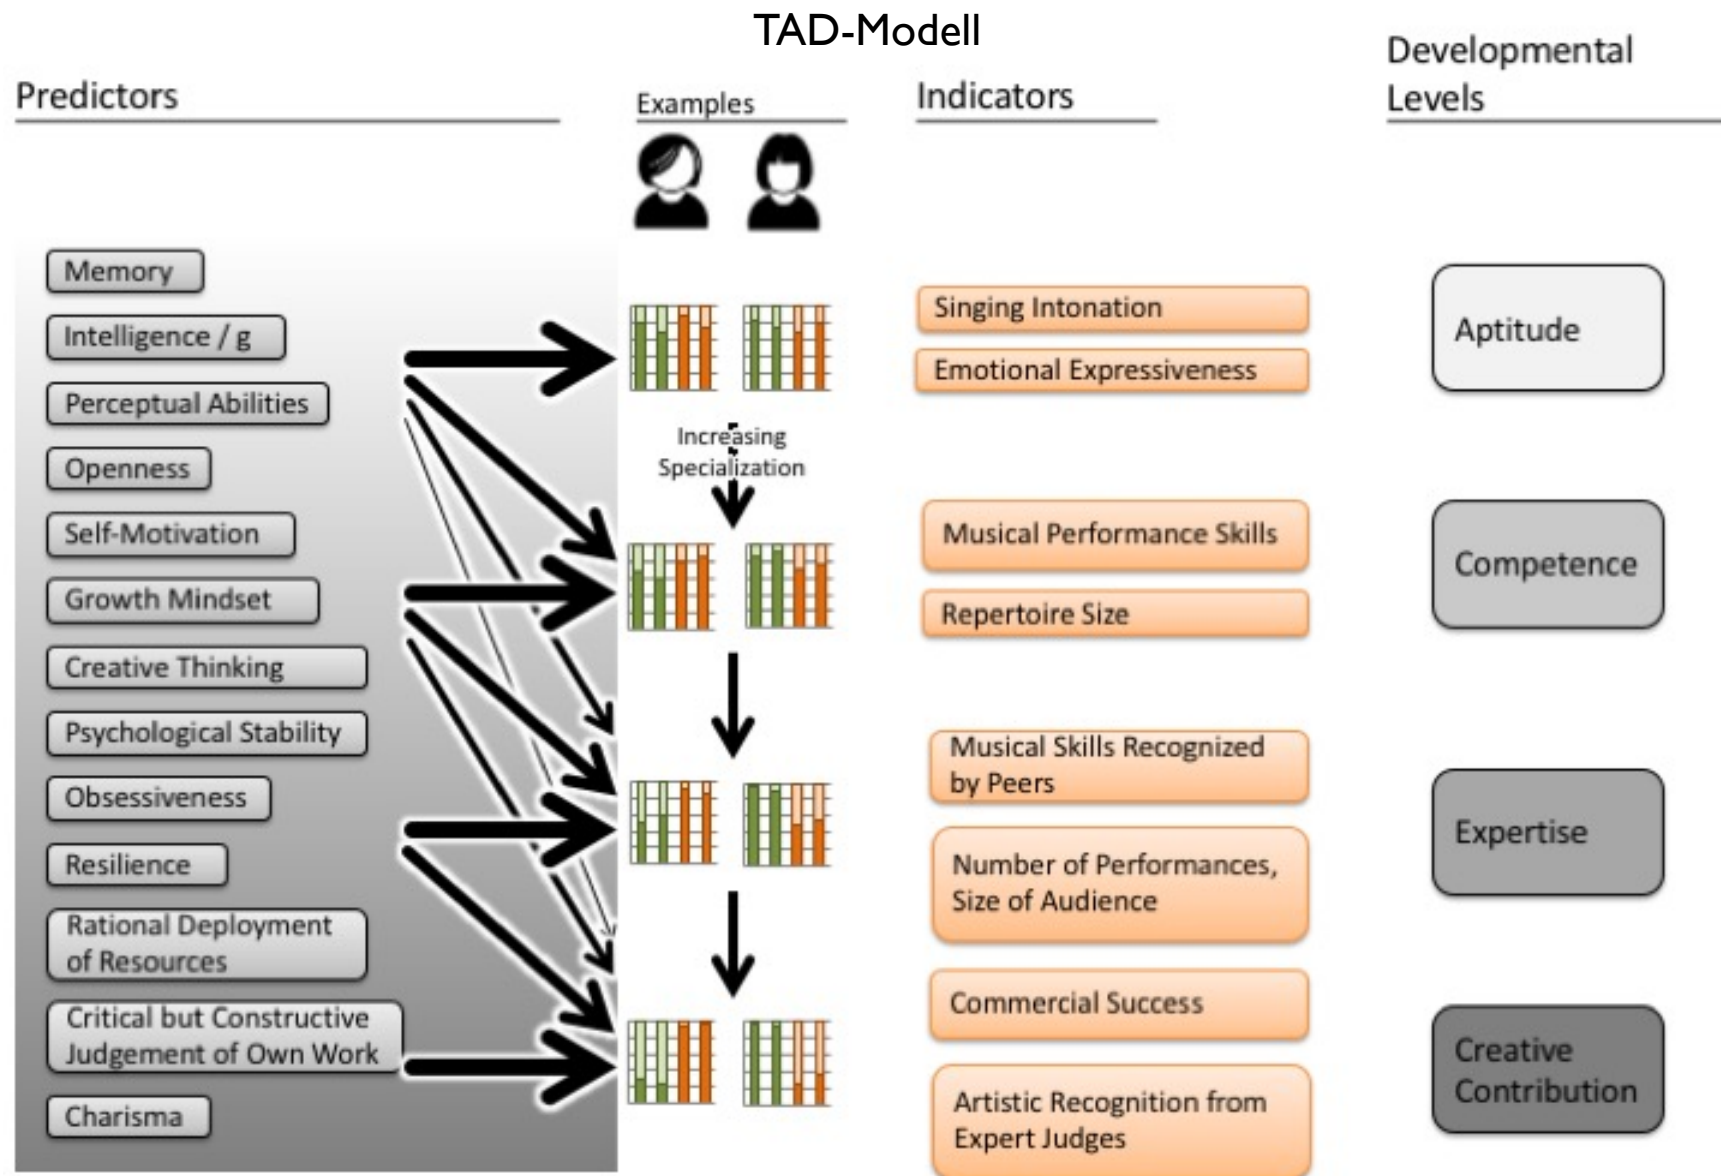 TAD-Modell
Predictors
Examples
Indicators
Developmental
Levels
Memory
Intelligence / g
Perceptual Abilities
Openness
Self-Motivation
Growth Mindset
Creative Thinking
Psychological Stability
Obsessiveness
Resilience
Rational Deployment
of Resources
Critical but Constructive
Judgement of Own Work
Charisma
Increasing
Specialization
Singing Intonation
Emotional Expressiveness
Musical Performance Skills
Repertoire Size
Musical Skills Recognized
by Peers
Number of Performances,
Size of Audience
Commercial Success
Artistic Recognition from
Expert Judges
Aptitude
Competence
Expertise
Creative
Contribution